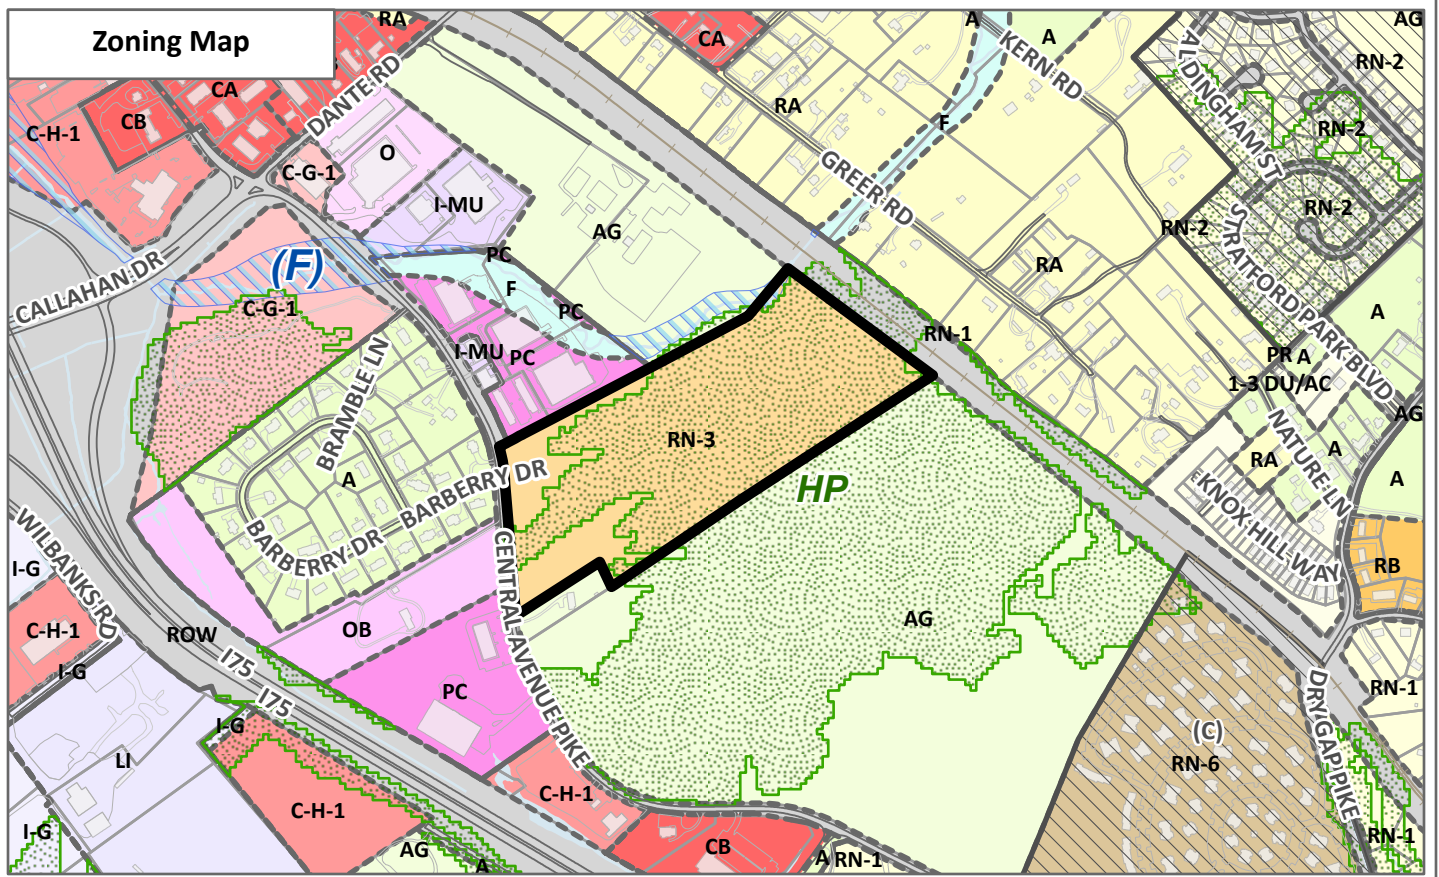 Zoning Map
RA
CA
A
A
AG
KERN RD
ALDINGHAM ST
RN-2
DANTE RD
CA
CB
C-H-1
RA
F
RN-2
O
C-G-1
I-MU
GREER RD
RN-2
RN-2
STRATFORD PARK BLVD
AG
PC
RA
CALLAHAN DR
(F)
F
PC
C-G-1
A
RN-1
I-MU
PC
PR A
1-3 DU/AC
BRAMBLE LN
AG
RN-3
NATURE LN
A
RA
A
BARBERRY DR
A
HP
KNOX HILL WAY
BARBERRY DR
WILBANKS RD
I-G
CENTRAL AVENUE PIKE
RB
C-H-1
ROW
OB
AG
I-G
I75
I75
PC
RN-1
DRY GAP PIKE
I-G
(C)
RN-6
LI
C-H-1
C-H-1
I-G
AG
A
CB
A
RN-1
RN-1